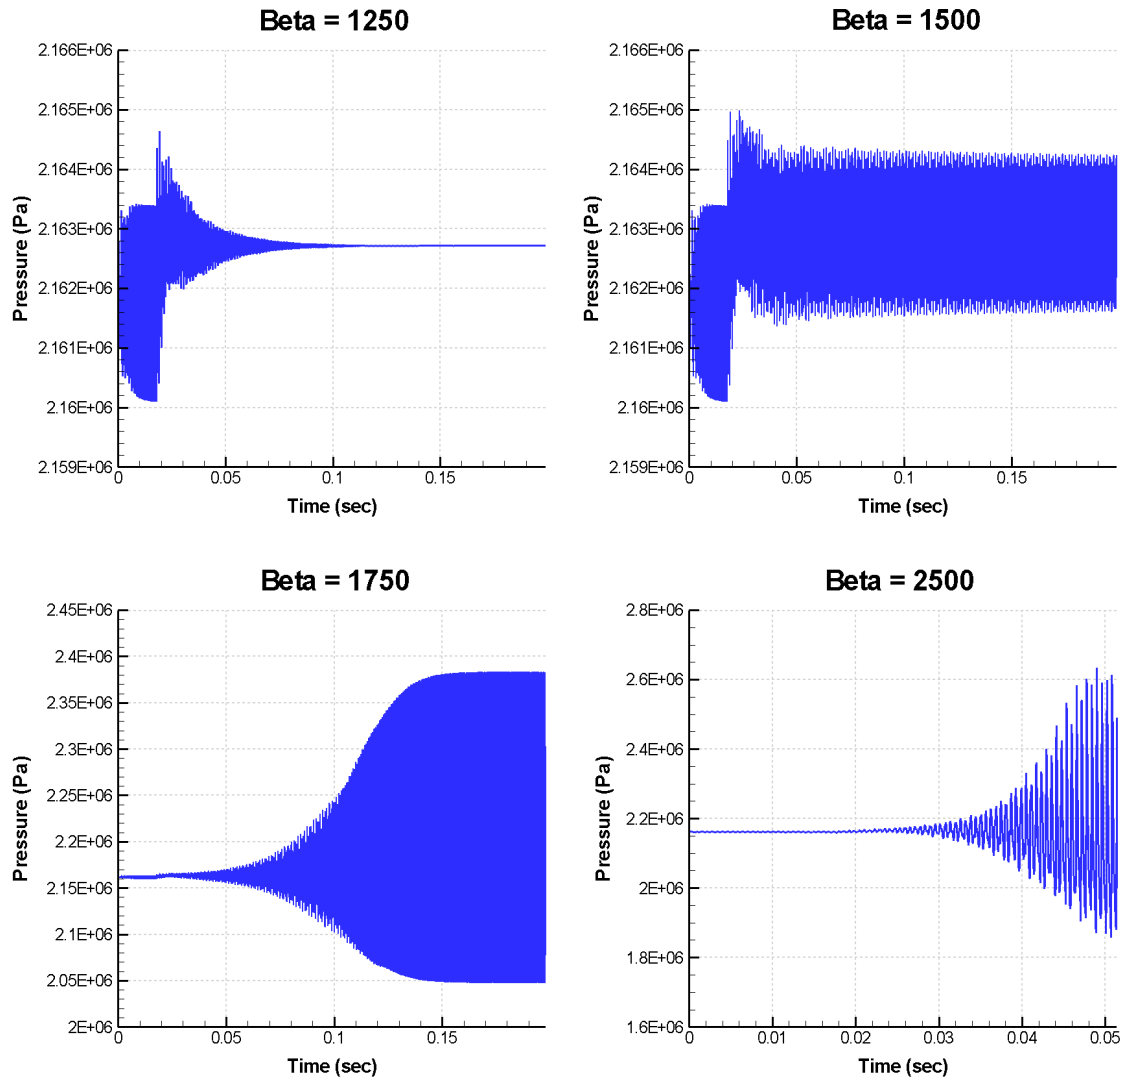 Beta = 1250
2.166E+06
2.165E+06
2.164E+06
2.163E+06
2.162E+06
2.161E+06
2.16E+06
2.159E+06
Pressure (Pa)
0 0.05 0.1 0.15
Time (sec)
Beta = 1500
2.166E+06
2.165E+06
2.164E+06
2.163E+06
2.162E+06
2.161E+06
2.16E+06
2.159E+06
Pressure (Pa)
0 0.05 0.1 0.15
Time (sec)
Beta = 1750
2.45E+06
2.4E+06
2.35E+06
2.3E+06
2.25E+06
2.2E+06
2.15E+06
2.1E+06
2.05E+06
2E+06
Pressure (Pa)
0 0.05 0.1 0.15
Time (sec)
Beta = 2500
2.8E+06
2.6E+06
2.4E+06
2.2E+06
2E+06
1.8E+06
1.6E+06
Pressure (Pa)
0 0.01 0.02 0.03 0.04 0.05
Time (sec)